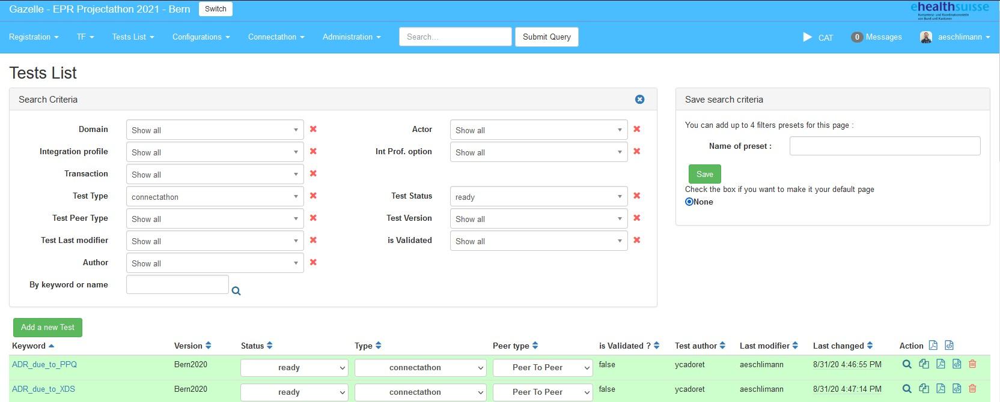 Gazelle - EPR Projectathon 2021 - Bern Switch
ehealthsuisse
Kompetenz- und Koordinationsstelle
von Bund und Kantonen
Registration TF Tests List Configurations Connectathon Administration Search... Submit Query CAT 0 Messages aeschlimann
Tests List
Search Criteria
Domain Show all Actor Show all
Integration profile Show all Int Prof. option Show all
Transaction Show all
Test Type connectathon Test Status ready
Test Peer Type Show all Test Version Show all
Test Last modifier Show all is Validated Show all
Author Show all
By keyword or name
Save search criteria
You can add up to 4 filters presets for this page :
Name of preset :
Save
Check the box if you want to make it your default page
None
Add a new Test
Keyword Version Status Type Peer type is Validated ? Test author Last modifier Last changed Action
ADR_due_to_PPQ Bern2020 ready connectathon Peer To Peer false ycadoret aeschlimann 8/31/20 4:46:55 PM
ADR_due_to_XDS Bern2020 ready connectathon Peer To Peer false ycadoret aeschlimann 8/31/20 4:47:14 PM